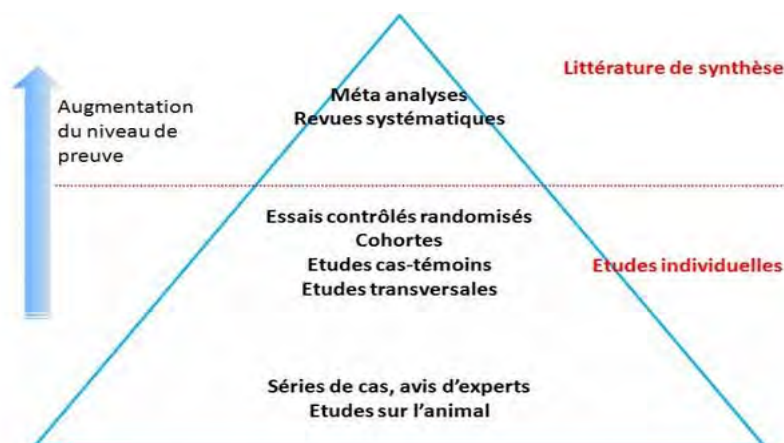 Littérature de synthèse
Augmentation
du niveau de
preuve
Méta analyses
Revues systématiques
Essais contrôlés randomisés
Cohortes
Etudes cas-témoins
Etudes transversales
Etudes individuelles
Séries de cas, avis d'experts
Etudes sur l'animal